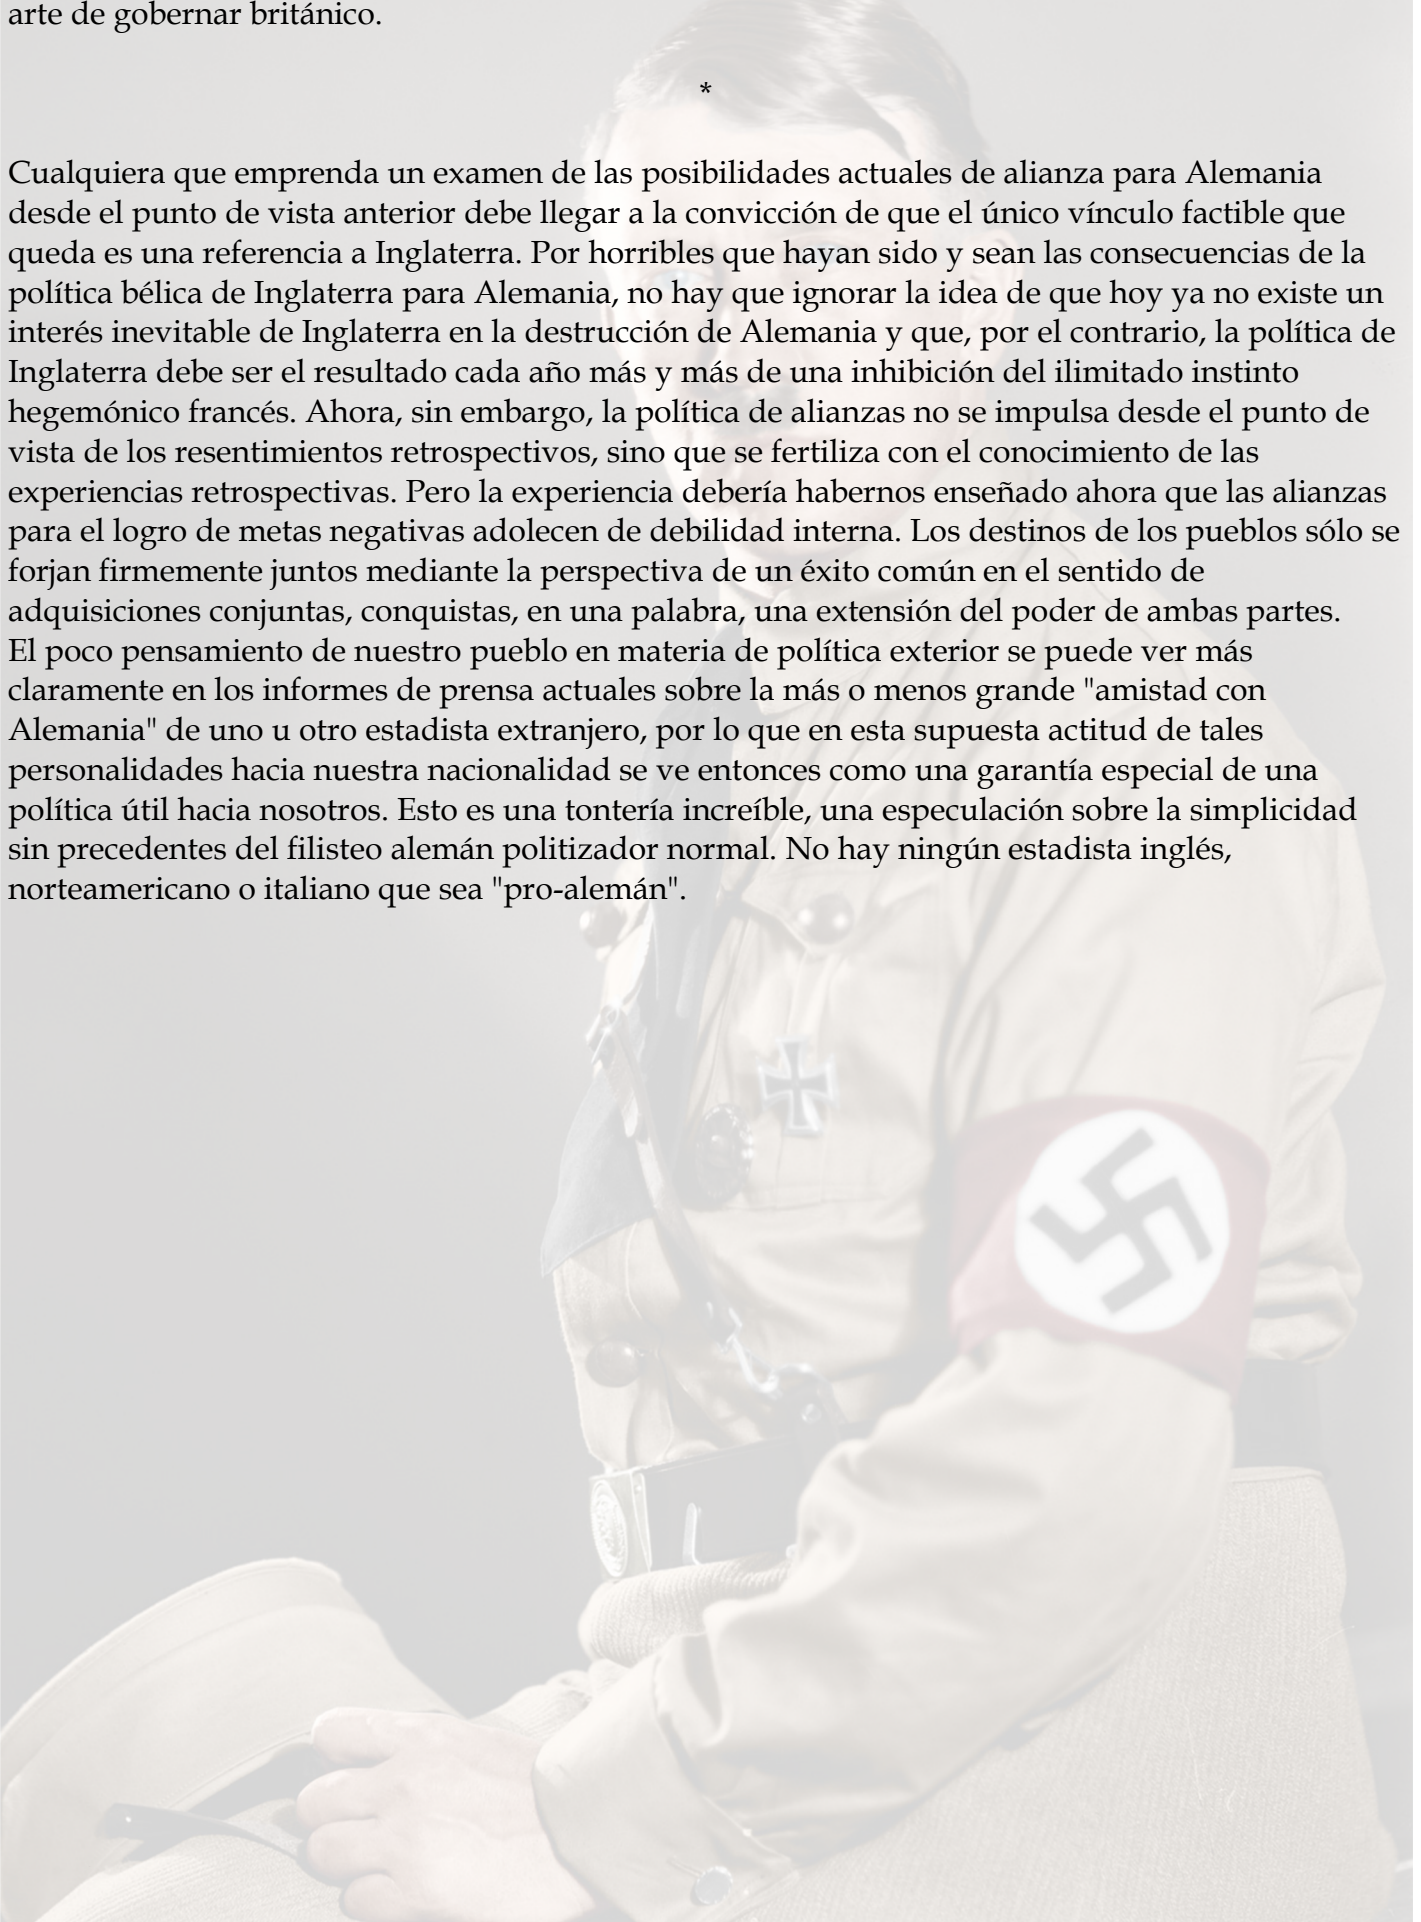 arte de gobernar británico.
*
Cualquiera que emprenda un examen de las posibilidades actuales de alianza para Alemania
desde el punto de vista anterior debe llegar a la convicción de que el único vínculo factible que
queda es una referencia a Inglaterra. Por horribles que hayan sido y sean las consecuencias de la
política bélica de Inglaterra para Alemania, no hay que ignorar la idea de que hoy ya no existe un
interés inevitable de Inglaterra en la destrucción de Alemania y que, por el contrario, la política de
Inglaterra debe ser el resultado cada año más y más de una inhibición del ilimitado instinto
hegemónico francés. Ahora, sin embargo, la política de alianzas no se impulsa desde el punto de
vista de los resentimientos retrospectivos, sino que se fertiliza con el conocimiento de las
experiencias retrospectivas. Pero la experiencia debería habernos enseñado ahora que las alianzas
para el logro de metas negativas adolecen de debilidad interna. Los destinos de los pueblos sólo se
forjan firmemente juntos mediante la perspectiva de un éxito común en el sentido de
adquisiciones conjuntas, conquistas, en una palabra, una extensión del poder de ambas partes.
El poco pensamiento de nuestro pueblo en materia de política exterior se puede ver más
claramente en los informes de prensa actuales sobre la más o menos grande "amistad con
Alemania" de uno u otro estadista extranjero, por lo que en esta supuesta actitud de tales
personalidades hacia nuestra nacionalidad se ve entonces como una garantía especial de una
política útil hacia nosotros. Esto es una tontería increíble, una especulación sobre la simplicidad
sin precedentes del filisteo alemán politizador normal. No hay ningún estadista inglés,
norteamericano o italiano que sea "pro-alemán".